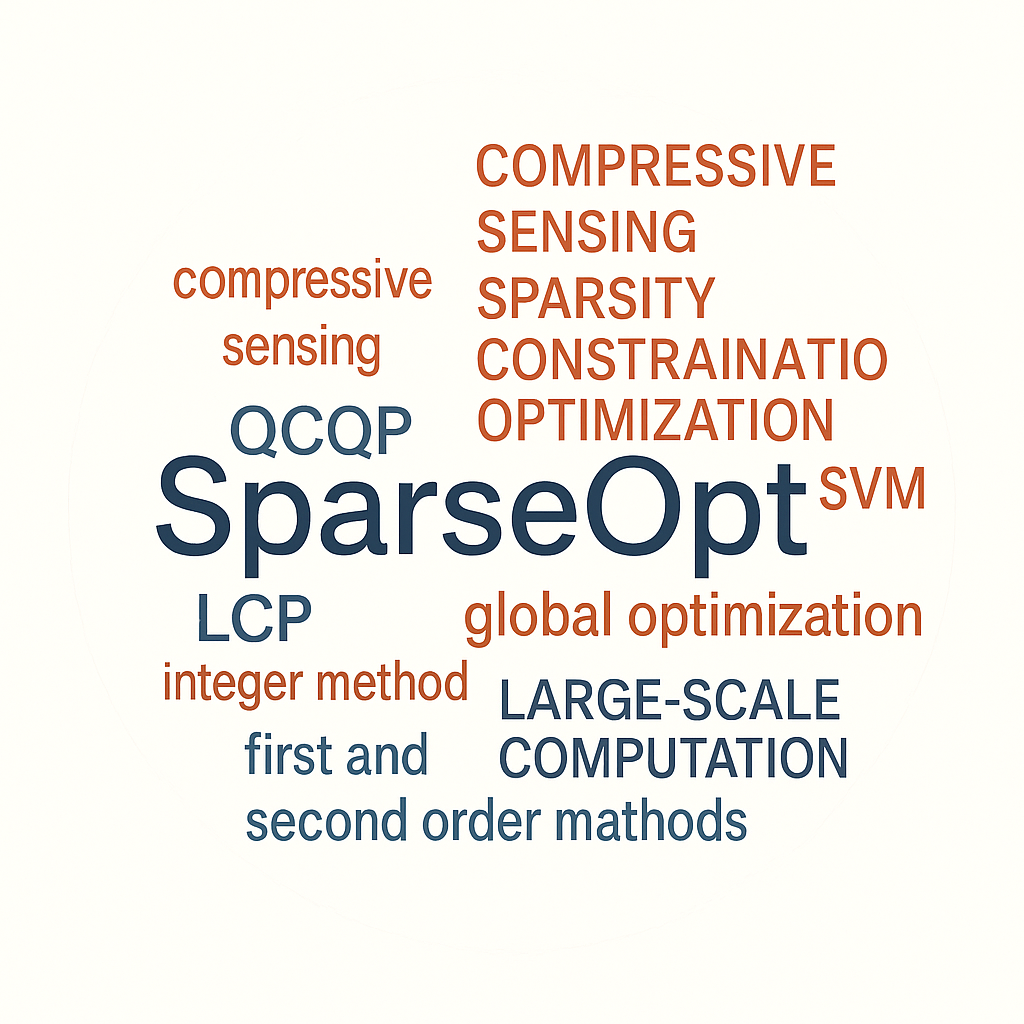 COMPRESSIVE
SENSING
SPARSITY
CONSTRAINATIO
OPTIMIZATION
compressive
sensing
QCQP
SparseOpt
SVM
LCP
global optimization
integer method
LARGE-SCALE
COMPUTATION
first and
second order mathods